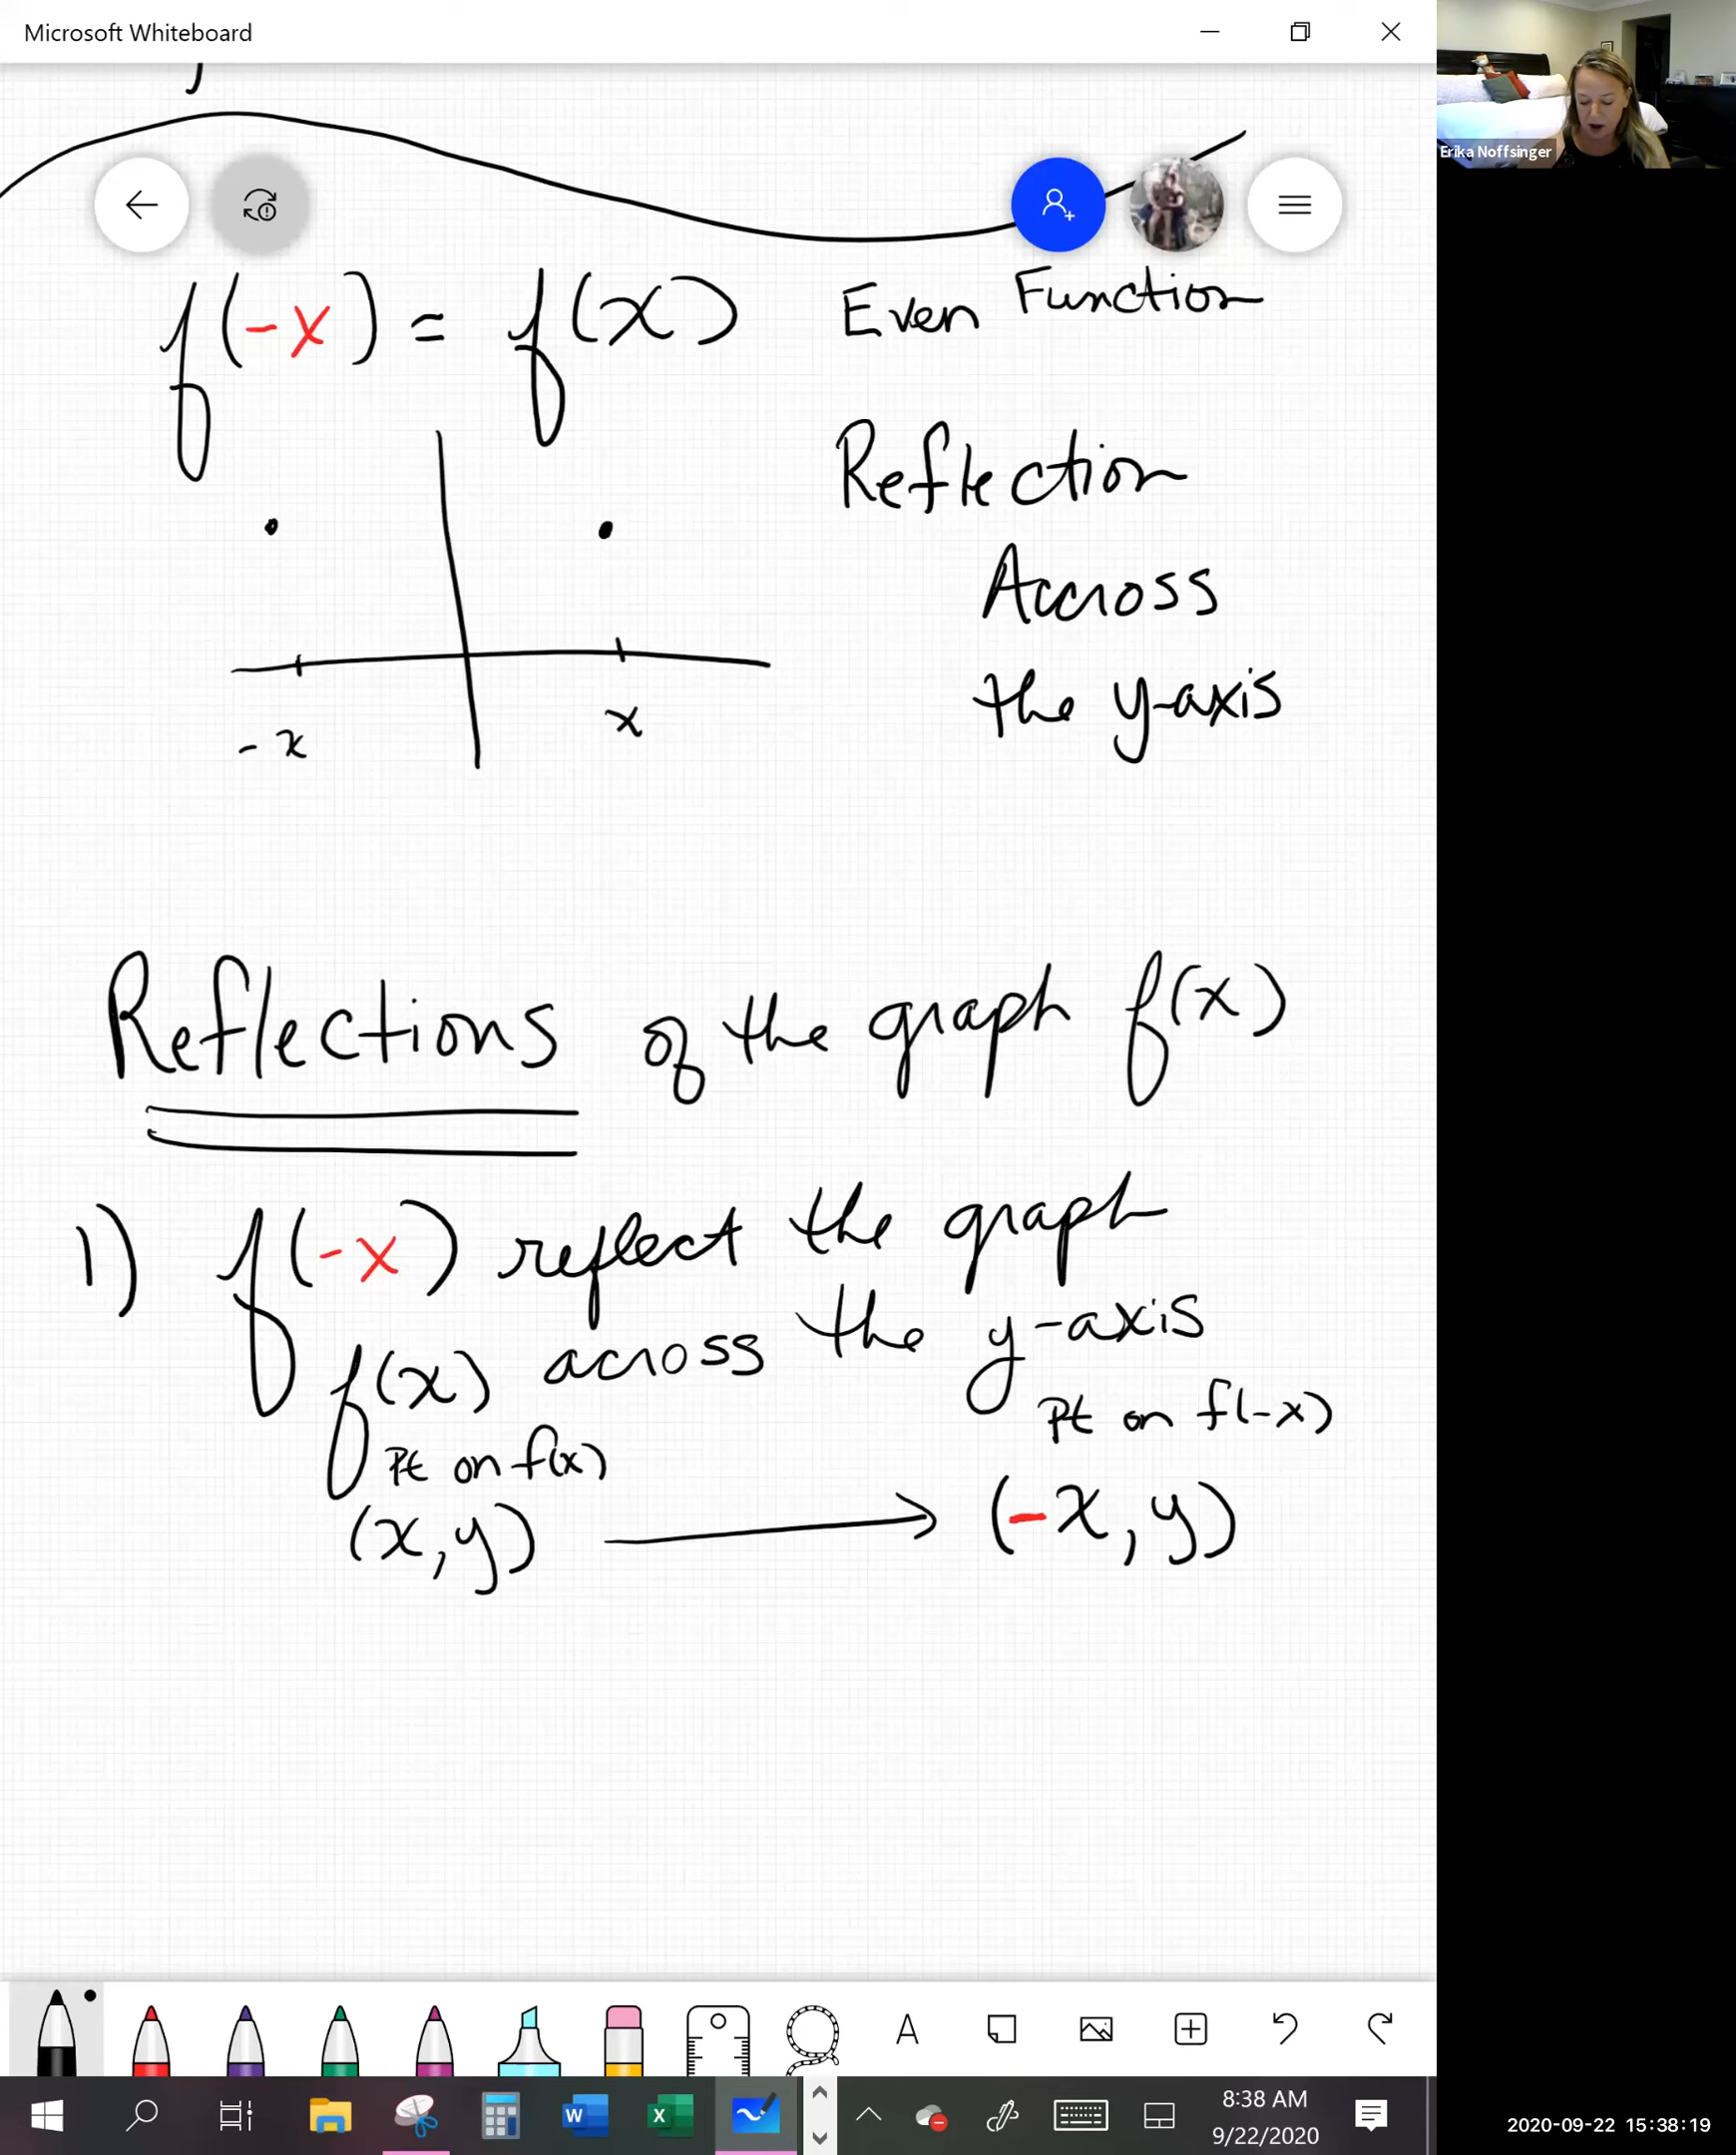 Microsoft Whiteboard
Erika Noffsinger
f(-x) = f(x) Even Function
Reflection
Accross
the y-axis
-x
x
Reflections of the graph f(x)
1) f(-x) reflect the graph
f(x) across the y-axis
Pt on f(x)
Pt on f(-x)
(x,y) → (-x,y)
A
W
X
8:38 AM
9/22/2020
2020-09-22 15:38:19